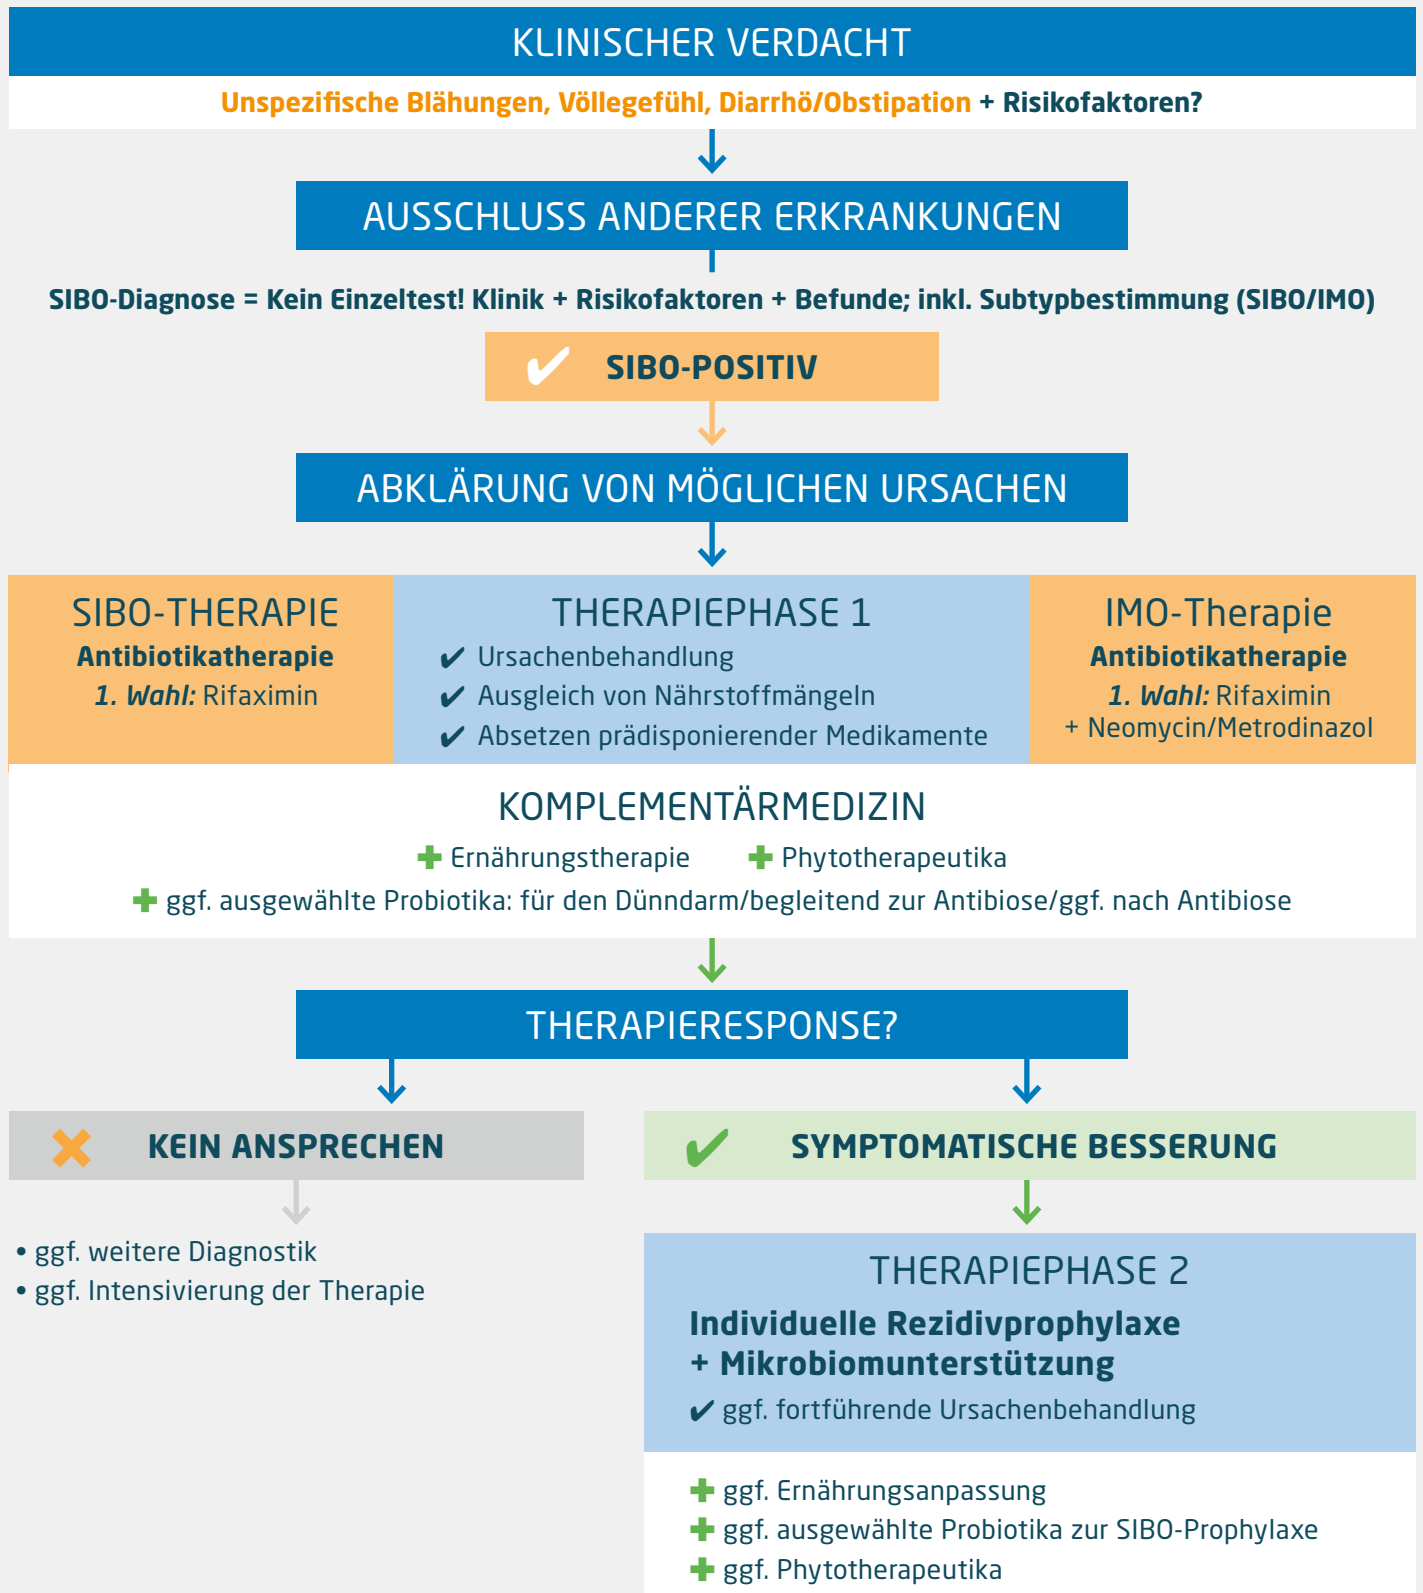 KLINISCHER VERDACHT
Unspezifische Blähungen, Völlegefühl, Diarrhö/Obstipation + Risikofaktoren?
AUSSCHLUSS ANDERER ERKRANKUNGEN
SIBO-Diagnose = Kein Einzeltest! Klinik + Risikofaktoren + Befunde; inkl. Subtypbestimmung (SIBO/IMO)
✔ SIBO-POSITIV
ABKLÄRUNG VON MÖGLICHEN URSACHEN
SIBO-THERAPIE
Antibiotikatherapie
1. Wahl: Rifaximin
THERAPIEPHASE 1
✔ Ursachenbehandlung
✔ Ausgleich von Nährstoffmängeln
✔ Absetzen prädisponierender Medikamente
IMO-Therapie
Antibiotikatherapie
1. Wahl: Rifaximin
+ Neomycin/Metrodinazol
KOMPLEMENTÄRMEDIZIN
✚ Ernährungstherapie ✚ Phytotherapeutika
✚ ggf. ausgewählte Probiotika: für den Dünndarm/begleitend zur Antibiose/ggf. nach Antibiose
THERAPIERESPONSE?
✖ KEIN ANSPRECHEN
• ggf. weitere Diagnostik
• ggf. Intensivierung der Therapie
✔ SYMPTOMATISCHE BESSERUNG
THERAPIEPHASE 2
Individuelle Rezidivprophylaxe
+ Mikrobiomunterstützung
✔ ggf. fortführende Ursachenbehandlung
✚ ggf. Ernährungsanpassung
✚ ggf. ausgewählte Probiotika zur SIBO-Prophylaxe
✚ ggf. Phytotherapeutika